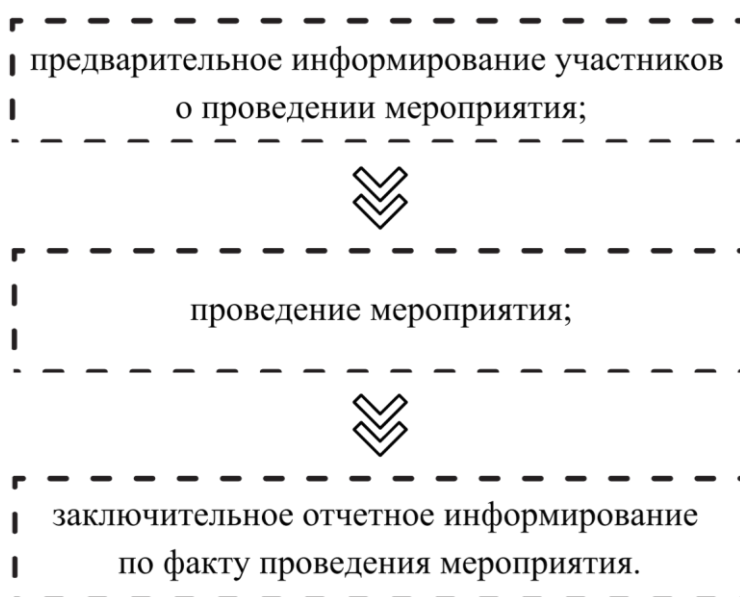 предварительное информирование участников
о проведении мероприятия;
проведение мероприятия;
заключительное отчетное информирование
по факту проведения мероприятия.